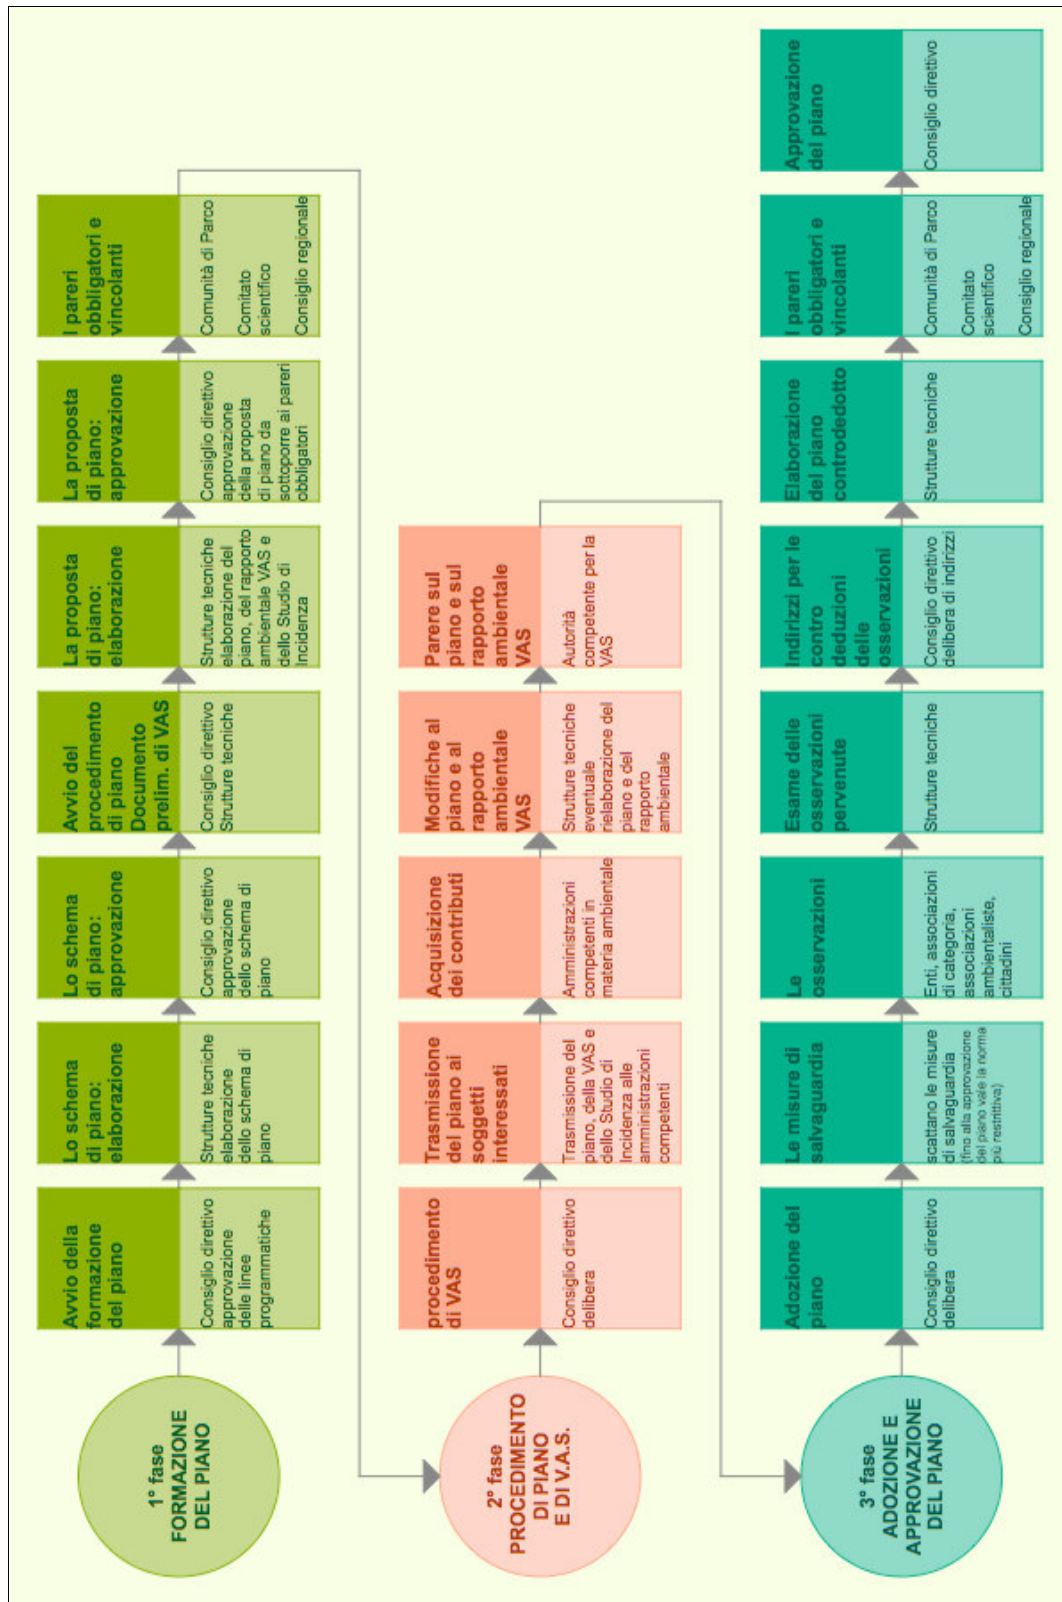 1° fase
FORMAZIONE
DEL PIANO
Avvio della
formazione
del piano
Consiglio direttivo
approvazione
delle linee
programmatiche
Lo schema
di piano:
elaborazione
Strutture tecniche
elaborazione
dello schema di
piano
Lo schema
di piano:
approvazione
Consiglio direttivo
approvazione
dello schema di
piano
Avvio del
procedimento
di piano
Documento
prelim. di VAS
Consiglio direttivo
Strutture tecniche
La proposta
di piano:
elaborazione
Strutture tecniche
elaborazione del
piano, del rapporto
ambientale VAS e
dello Studio di
Incidenza
La proposta
di piano:
approvazione
Consiglio direttivo
approvazione
della proposta
di piano da
sottoporre ai pareri
obbligatori
I pareri
obbligatori e
vincolanti
Comunità di Parco
Comitato
scientifico
Consiglio regionale
2° fase
PROCEDIMENTO
DI PIANO
E DI V.A.S.
procedimento
di VAS
Consiglio direttivo
delibera
Trasmissione
del piano ai
soggetti
interessati
Trasmissione del
piano, della VAS e
dello Studio di
Incidenza alle
amministrazioni
competenti
Acquisizione
dei contributi
Amministrazioni
competenti in
materia ambientale
Modifiche al
piano e al
rapporto
ambientale
VAS
Strutture tecniche
eventuale
rielaborazione del
piano e del
rapporto
ambientale
Parere sul
piano e sul
rapporto
ambientale
VAS
Autorità
competente per la
VAS
3° fase
ADOZIONE E
APPROVAZIONE
DEL PIANO
Adozione del
piano
Consiglio direttivo
delibera
Le misure di
salvaguardia
scattano le misure
di salvaguardia
(fino alla approvazione
del piano vale la norma
più restrittiva)
Le
osservazioni
Enti, associazioni
di categoria,
associazioni
ambientaliste,
cittadini
Esame delle
osservazioni
pervenute
Strutture tecniche
Indirizzi per le
contro
deduzioni
delle
osservazioni
Consiglio direttivo
delibera di indirizzi
Elaborazione
del piano
controdedotto
Strutture tecniche
I pareri
obbligatori e
vincolanti
Comunità di Parco
Comitato
scientifico
Consiglio regionale
Approvazione
del piano
Consiglio direttivo